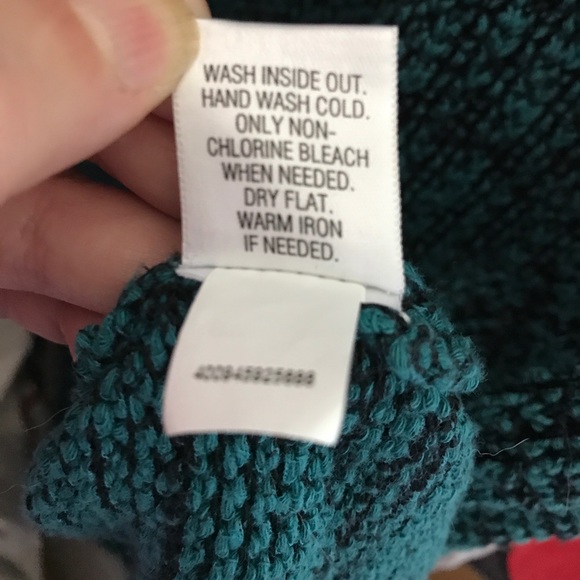 WASH INSIDE OUT.
HAND WASH COLD.
ONLY NON-
CHLORINE BLEACH
WHEN NEEDED.
DRY FLAT.
WARM IRON
IF NEEDED.